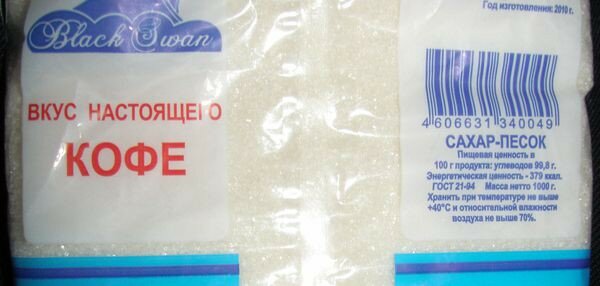 Black Swan
ВКУС НАСТОЯЩЕГО
КОФЕ
Год изготовления: 2010 г.
4 606631 340049
САХАР-ПЕСОК
Пищевая ценность в
100 г продукта: углеводов 99,8 г.
Энергетическая ценность - 379 ккал.
ГОСТ 21-94 Масса нетто 1000 г.
Хранить при температуре не выше
+40°С и относительной влажности
воздуха не выше 70%.